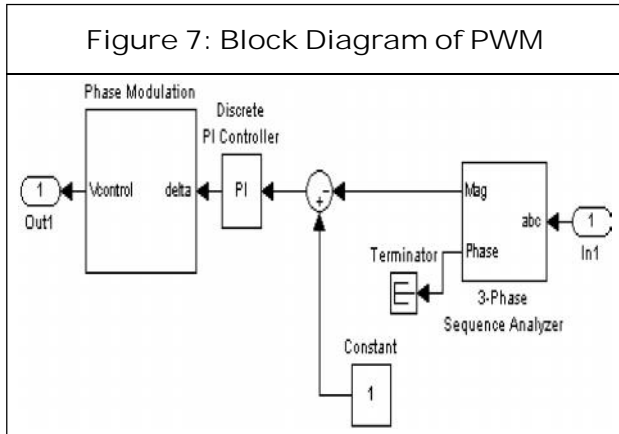 Figure 7: Block Diagram of PWM
Phase Modulation
Discrete
PI Controller
1
Out1
Vcontrol
delta
PI
-
+
Mag
Phase
abc
1
In1
Terminator
3-Phase
Sequence Analyzer
Constant
1